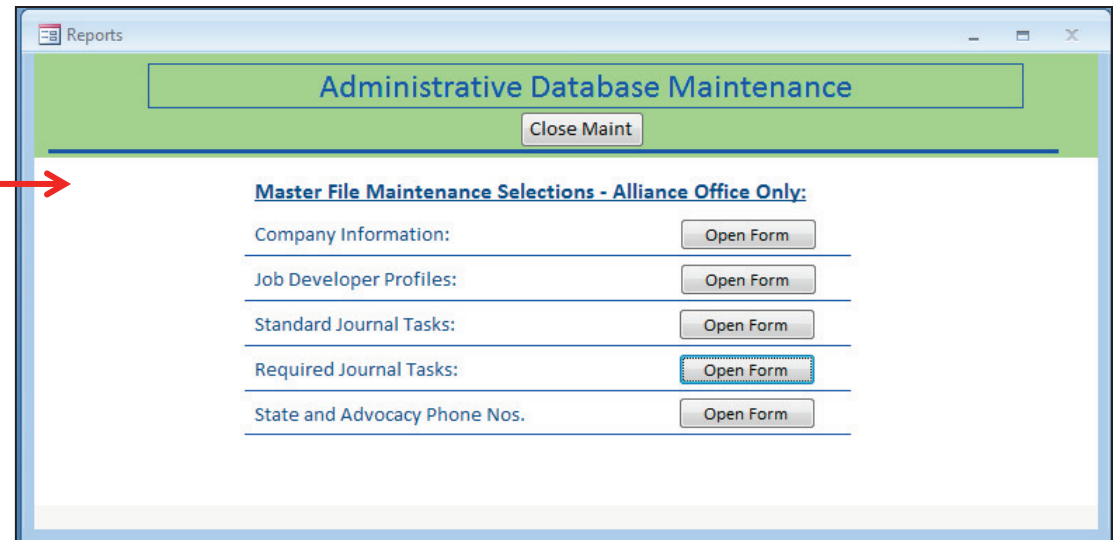 Reports
Administrative Database Maintenance
Close Maint
Master File Maintenance Selections - Alliance Office Only:
Company Information: Open Form
Job Developer Profiles: Open Form
Standard Journal Tasks: Open Form
Required Journal Tasks: Open Form
State and Advocacy Phone Nos. Open Form